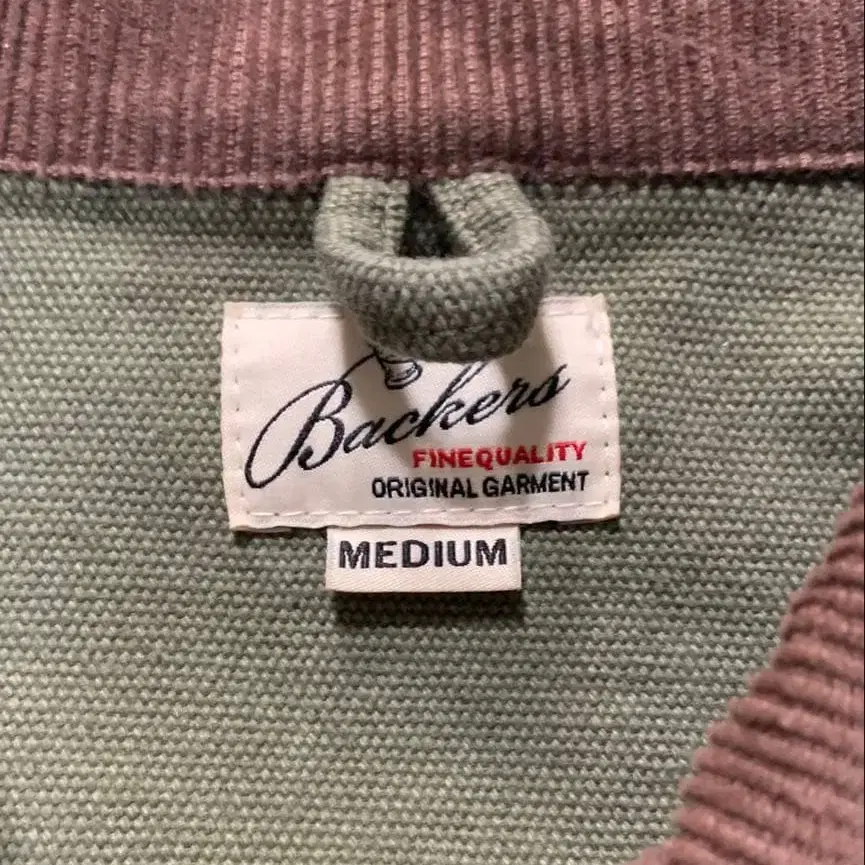 Backers
FINEQUALITY
ORIGINAL GARMENT
MEDIUM